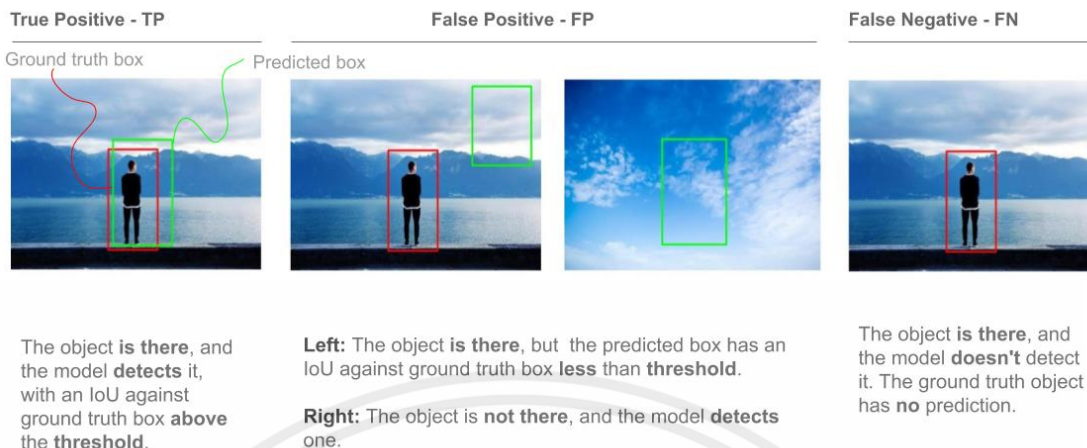 True Positive - TP
False Positive - FP
False Negative - FN
Ground truth box
Predicted box
The object is there, and
the model detects it,
with an IoU against
ground truth box above
the threshold.
Left: The object is there, but the predicted box has an
IoU against ground truth box less than threshold.
Right: The object is not there, and the model detects
one.
The object is there, and
the model doesn't detect
it. The ground truth object
has no prediction.